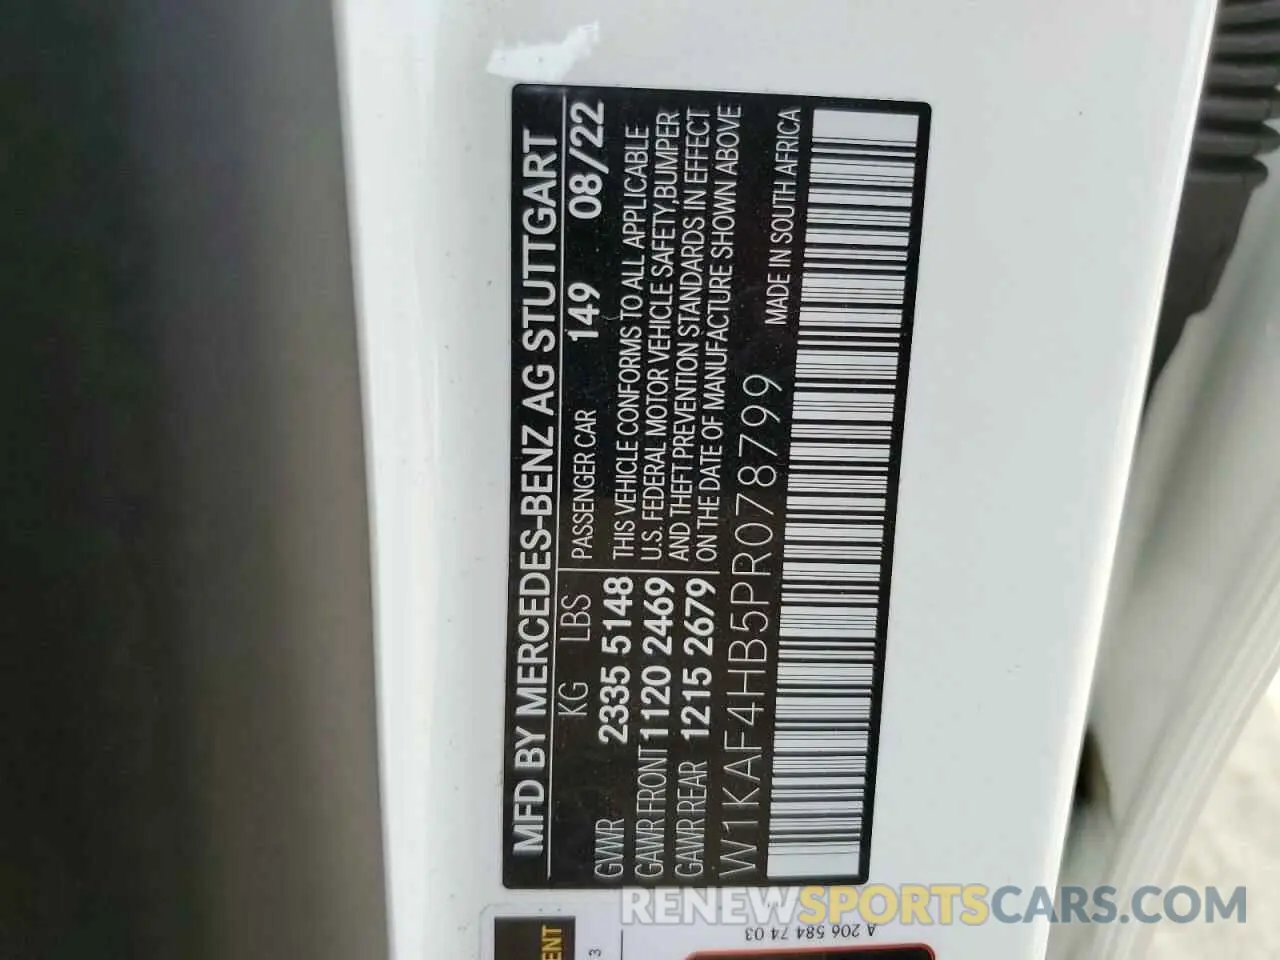 MFD BY MERCEDES-BENZ AG STUTTGART
KG LBS PASSENGER CAR 149 08/22
GVWR 2335 5148
GAWR FRONT 1120 2469
GAWR REAR 1215 2679
THIS VEHICLE CONFORMS TO ALL APPLICABLE
U.S. FEDERAL MOTOR VEHICLE SAFETY,BUMPER
AND THEFT PREVENTION STANDARDS IN EFFECT
ON THE DATE OF MANUFACTURE SHOWN ABOVE
W1KAF4HB5PR078799 MADE IN SOUTH AFRICA
A 206 584 74 03
3
RENEWSPORTSCARS.COM